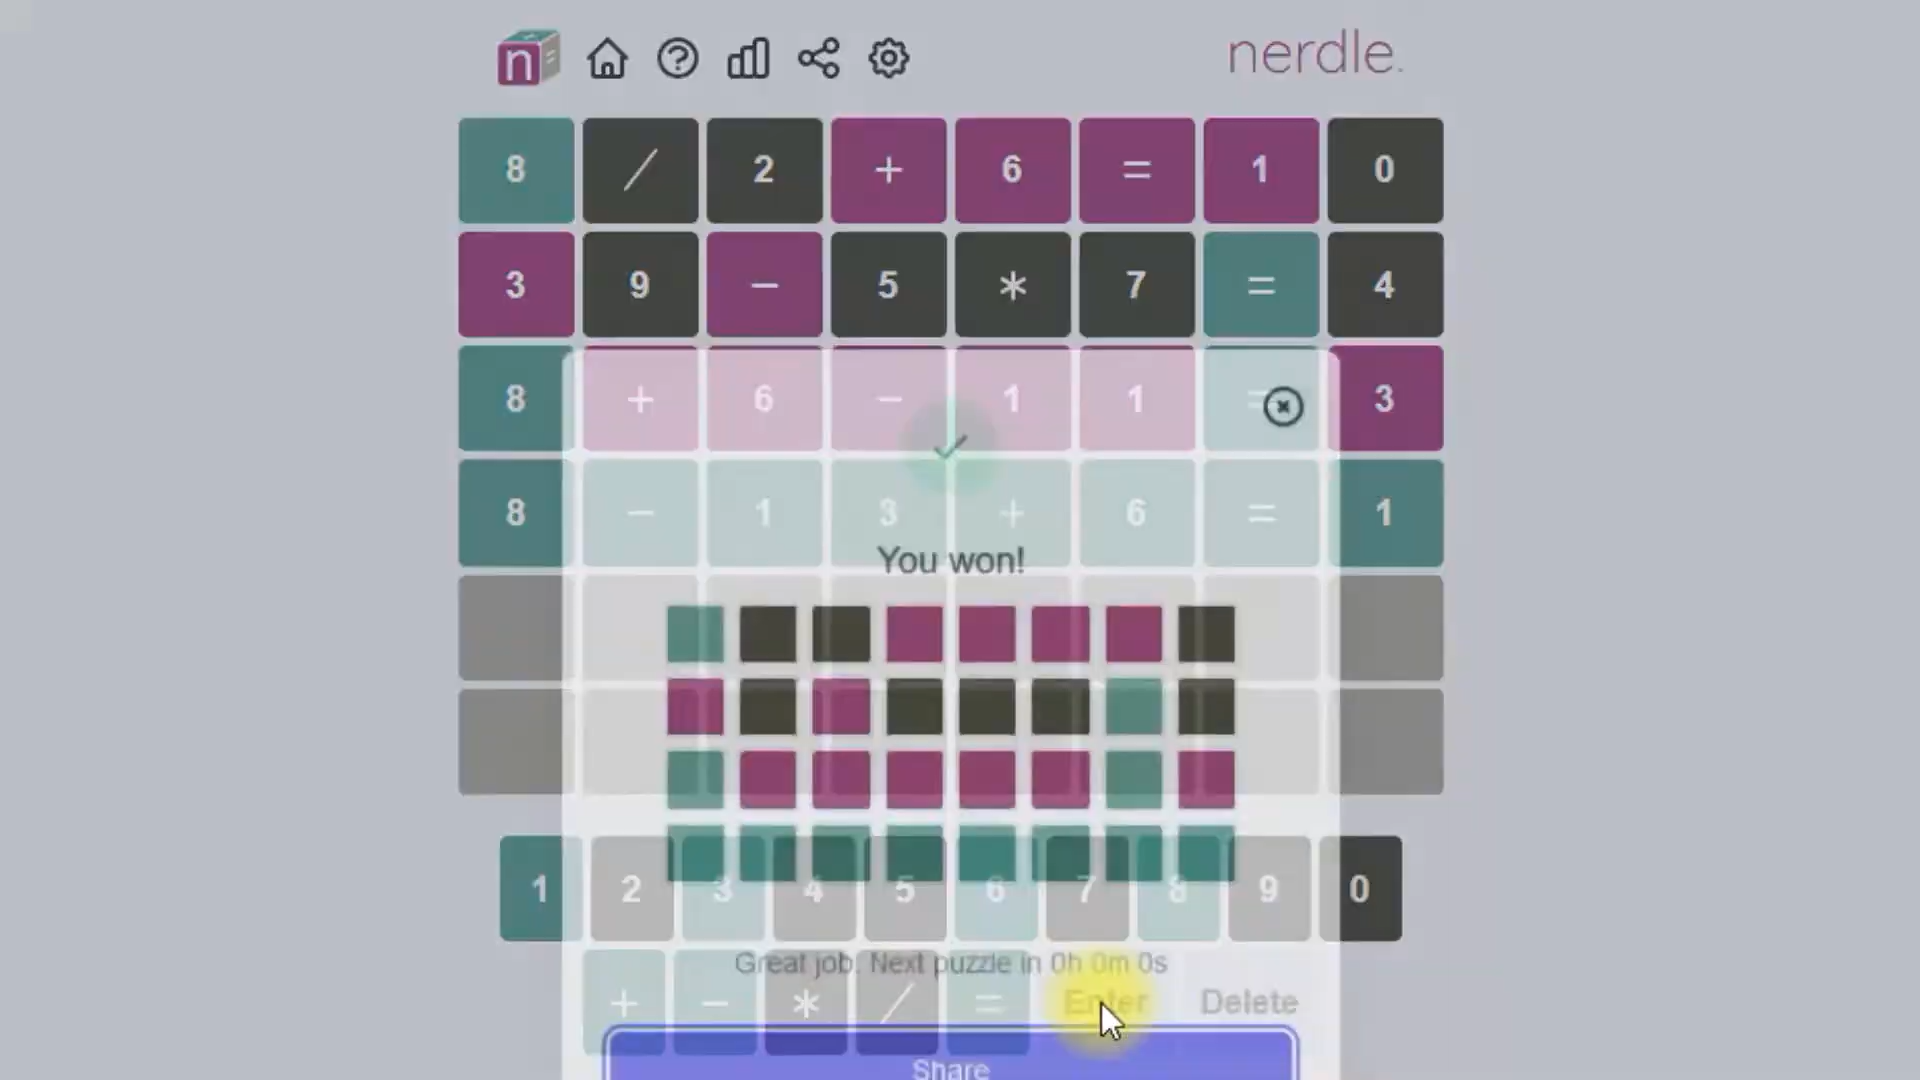 n nerdle.
8 / 2 + 6 = 1 0
3 9 - 5 * 7 = 4
8 + 6 - 1 1 = 3
8 - 1 3 + 6 = 1
You won!
1 2 3 4 5 6 7 8 9 0
Great job. Next puzzle in 0h 0m 0s
+ - * / = Enter Delete
Share